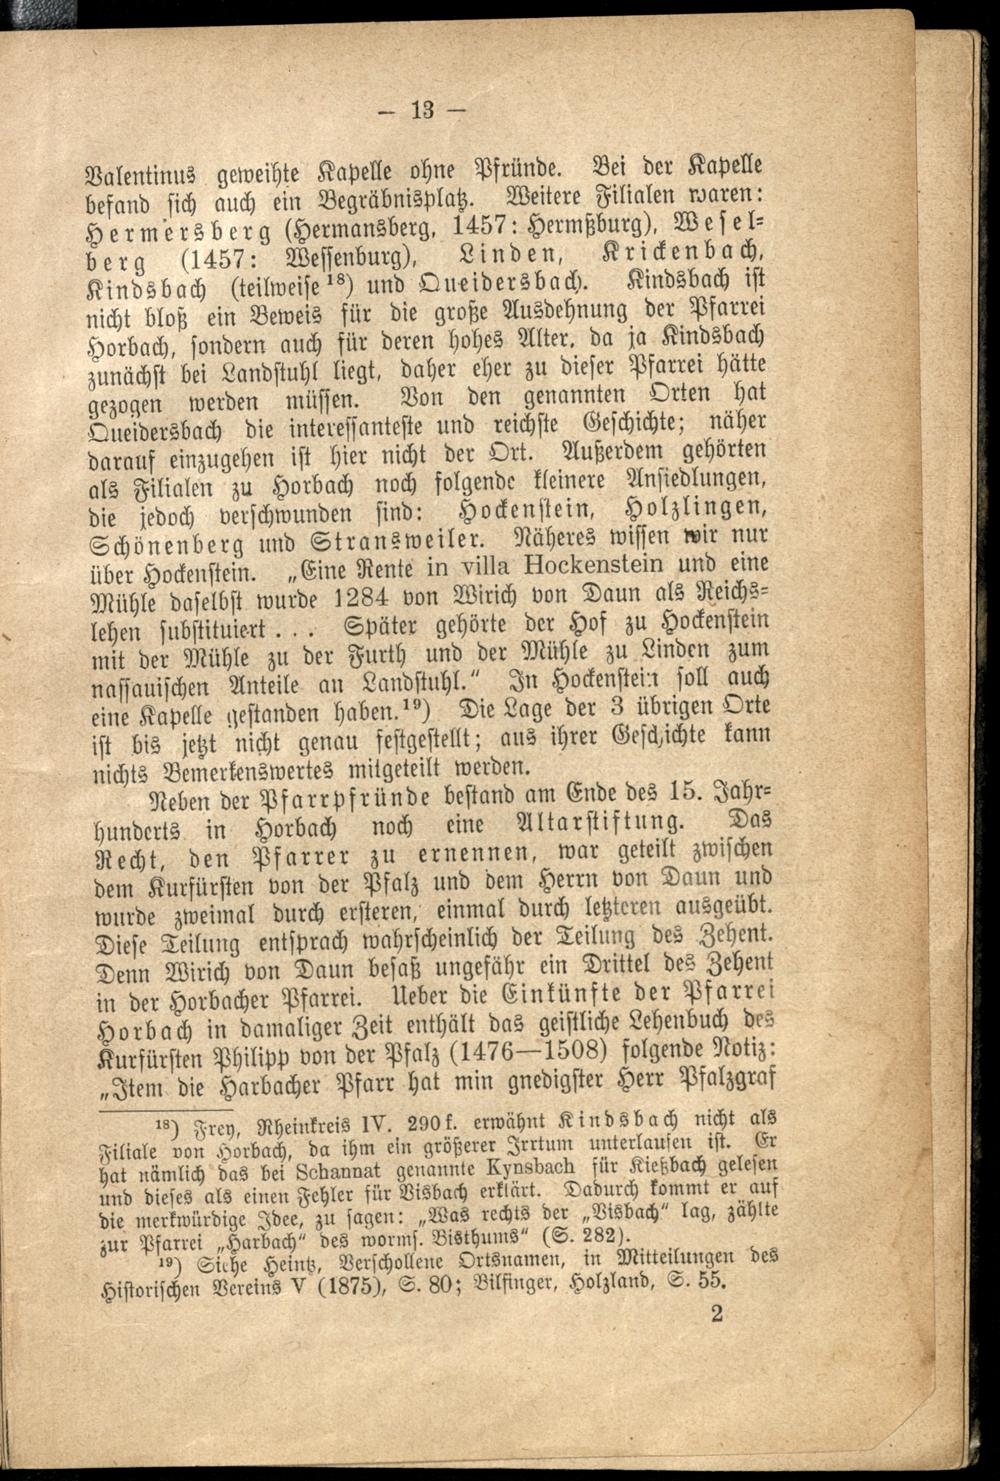 — 13 —
Valentinus geweihte Kapelle ohne Pfründe. Bei der Kapelle
befand sich auch ein Begräbnisplatz. Weitere Filialen waren:
Hermersberg (Hermansberg, 1457: Hermßburg), Wesel-
berg (1457: Wessenburg), Linden, Krickenbach,
Kindsbach (teilweise ¹⁸) und Queidersbach. Kindsbach ist
nicht bloß ein Beweis für die große Ausdehnung der Pfarrei
Horbach, sondern auch für deren hohes Alter, da ja Kindsbach
zunächst bei Landstuhl liegt, daher eher zu dieser Pfarrei hätte
gezogen werden müssen. Von den genannten Orten hat
Queidersbach die interessanteste und reichste Geschichte; näher
darauf einzugehen ist hier nicht der Ort. Außerdem gehörten
als Filialen zu Horbach noch folgende kleinere Ansiedlungen,
die jedoch verschwunden sind: Hockenstein, Holzlingen,
Schönenberg und Stransweiler. Näheres wissen wir nur
über Hockenstein. „Eine Rente in villa Hockenstein und eine
Mühle daselbst wurde 1284 von Wirich von Daun als Reichs-
lehen substituiert . . . Später gehörte der Hof zu Hockenstein
mit der Mühle zu der Furth und der Mühle zu Linden zum
nassauischen Anteile an Landstuhl.“ In Hockenstein soll auch
eine Kapelle gestanden haben.¹⁹) Die Lage der 3 übrigen Orte
ist bis jetzt nicht genau festgestellt; aus ihrer Geschichte kann
nichts Bemerkenswertes mitgeteilt werden.
Neben der Pfarrpfründe bestand am Ende des 15. Jahr-
hunderts in Horbach noch eine Altarstiftung. Das
Recht, den Pfarrer zu ernennen, war geteilt zwischen
dem Kurfürsten von der Pfalz und dem Herrn von Daun und
wurde zweimal durch ersteren, einmal durch letzteren ausgeübt.
Diese Teilung entsprach wahrscheinlich der Teilung des Zehent.
Denn Wirich von Daun besaß ungefähr ein Drittel des Zehent
in der Horbacher Pfarrei. Ueber die Einkünfte der Pfarrei
Horbach in damaliger Zeit enthält das geistliche Lehenbuch des
Kurfürsten Philipp von der Pfalz (1476—1508) folgende Notiz:
„Item die Harbacher Pfarr hat min gnedigster Herr Pfalzgraf
¹⁸) Frey, Rheinkreis IV. 290 f. erwähnt Kindsbach nicht als
Filiale von Horbach, da ihm ein größerer Irrtum unterlaufen ist. Er
hat nämlich das bei Schannat genannte Kynsbach für Kießbach gelesen
und dieses als einen Fehler für Bisbach erklärt. Dadurch kommt er auf
die merkwürdige Idee, zu sagen: „Was rechts der „Bisbach“ lag, zählte
zur Pfarrei „Harbach“ des worms. Bisthums“ (S. 282).
¹⁹) Siehe Heintz, Verschollene Ortsnamen, in Mitteilungen des
Historischen Vereins V (1875), S. 80; Bilfinger, Holzland, S. 55.
2